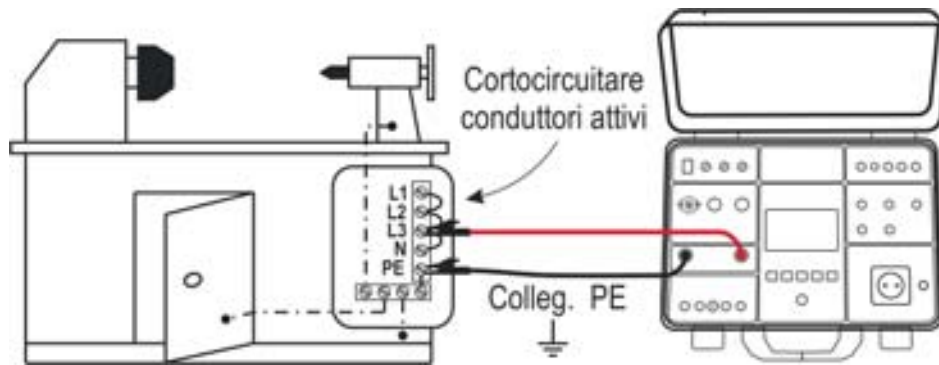 Cortocircuitare
conduttori attivi
L1
L2
L3
N
PE
Colleg. PE